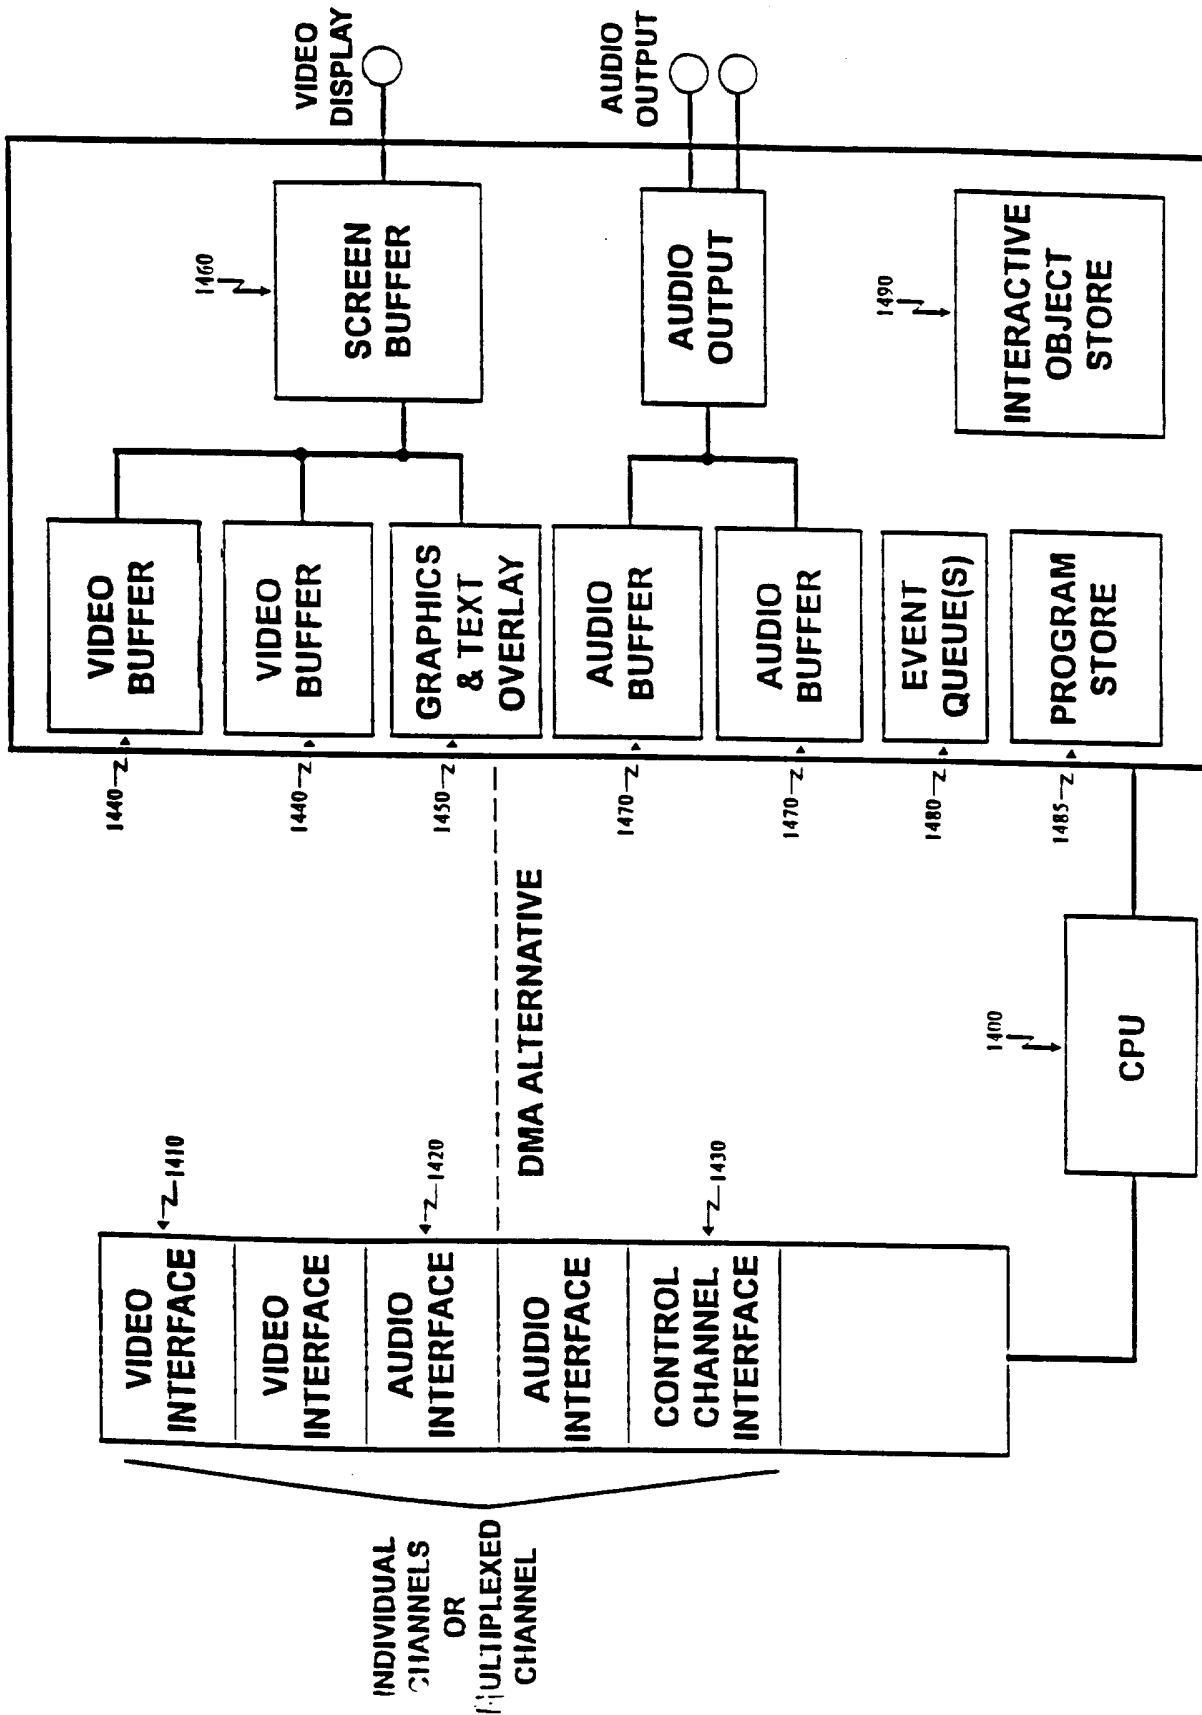 INDIVIDUAL
CHANNELS
OR
MULTIPLEXED
CHANNEL
VIDEO
INTERFACE
VIDEO
INTERFACE
AUDIO
INTERFACE
AUDIO
INTERFACE
CONTROL
CHANNEL
INTERFACE
1410
1420
1430
DMA ALTERNATIVE
1400
CPU
1440
1440
1450
1470
1470
1480
1485
VIDEO
BUFFER
VIDEO
BUFFER
GRAPHICS
& TEXT
OVERLAY
AUDIO
BUFFER
AUDIO
BUFFER
EVENT
QUEUE(S)
PROGRAM
STORE
1460
SCREEN
BUFFER
AUDIO
OUTPUT
1490
INTERACTIVE
OBJECT
STORE
VIDEO
DISPLAY
AUDIO
OUTPUT